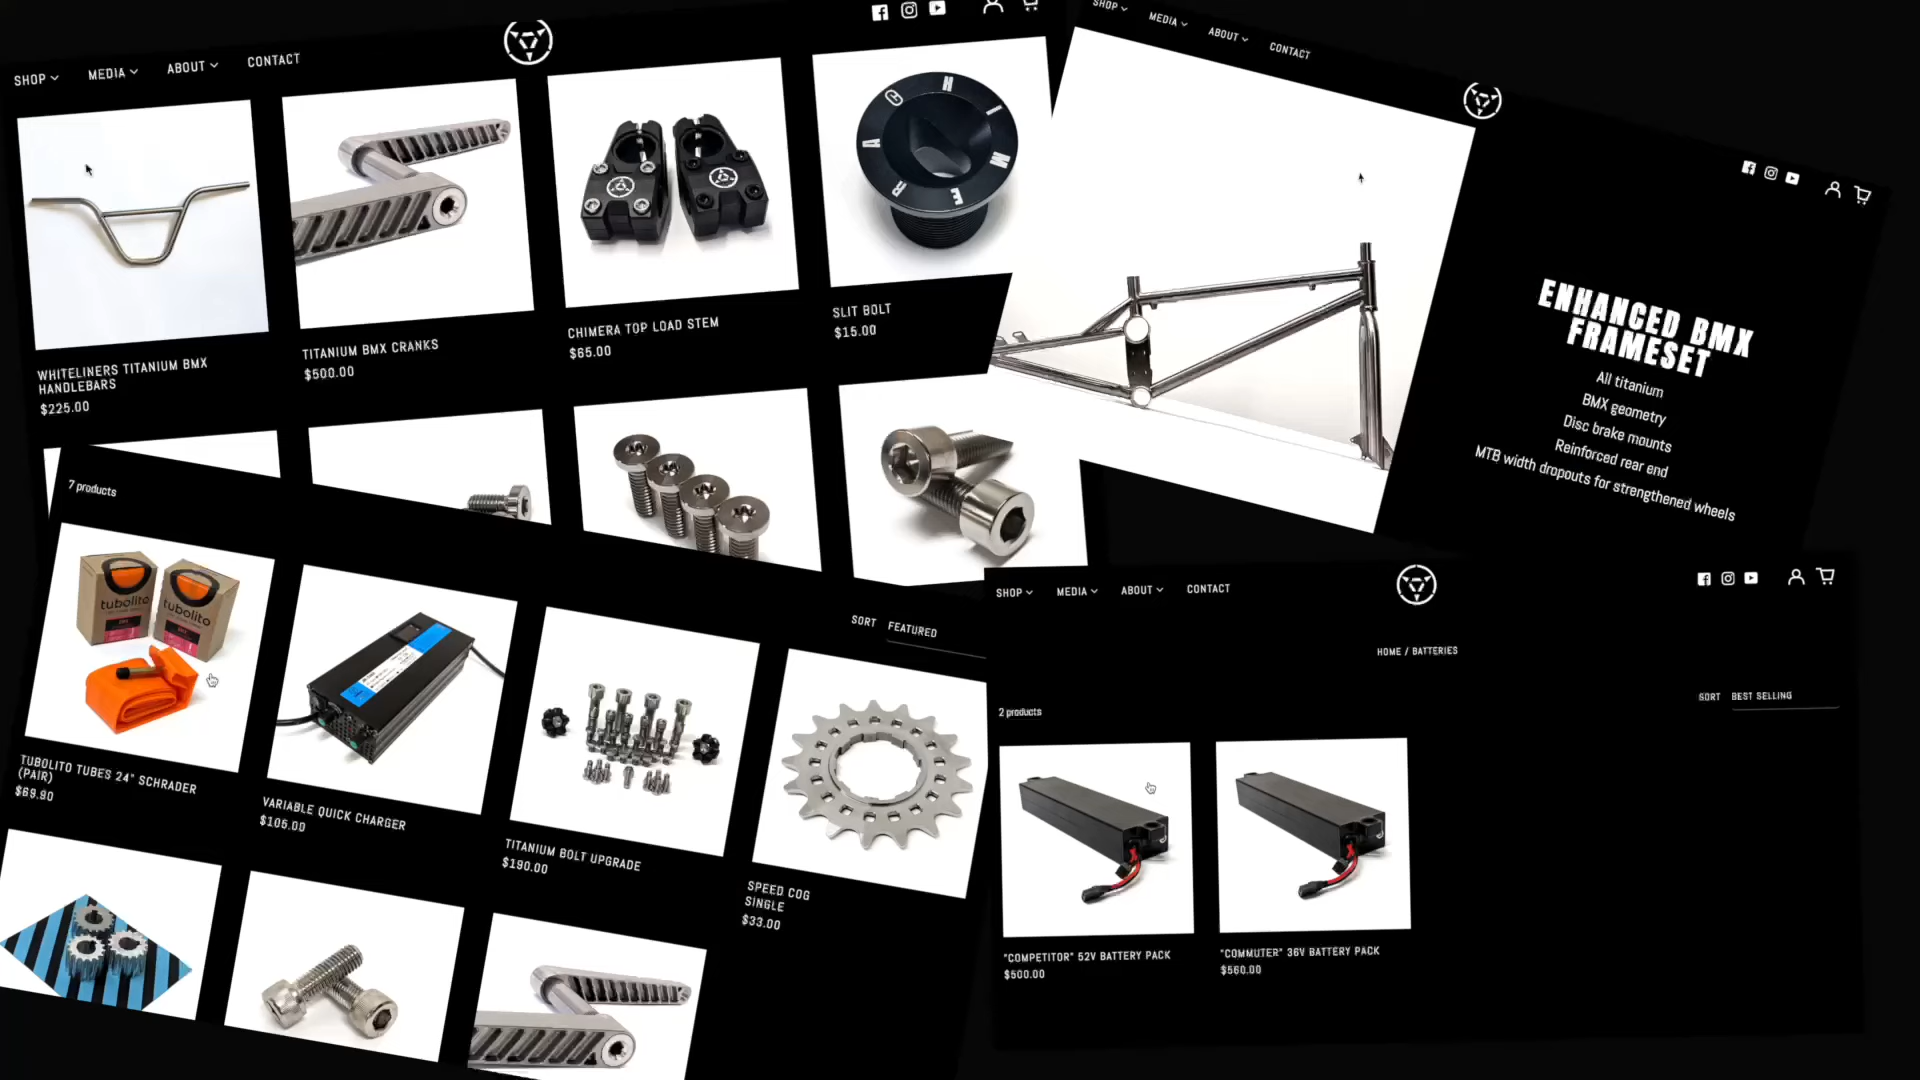 SHOP
MEDIA
ABOUT
CONTACT
WHITELINERS TITANIUM BMX
HANDLEBARS
$225.00
TITANIUM BMX CRANKS
$500.00
CHIMERA TOP LOAD STEM
$65.00
CHIMERA
SLIT BOLT
$15.00
SHOP
MEDIA
ABOUT
CONTACT
ENHANCED BMX
FRAMESET
All titanium
BMX geometry
Disc brake mounts
Reinforced rear end
MTB width dropouts for strengthened wheels
7 products
SORT
FEATURED
tubolito
tubolito
TUBOLITO TUBES 24" SCHRADER
(PAIR)
$69.90
VARIABLE QUICK CHARGER
$105.00
TITANIUM BOLT UPGRADE
$190.00
SPEED COG
SINGLE
$33.00
SHOP
MEDIA
ABOUT
CONTACT
HOME / BATTERIES
SORT
BEST SELLING
2 products
"COMPETITOR" 52V BATTERY PACK
$500.00
"COMMUTER" 36V BATTERY PACK
$560.00